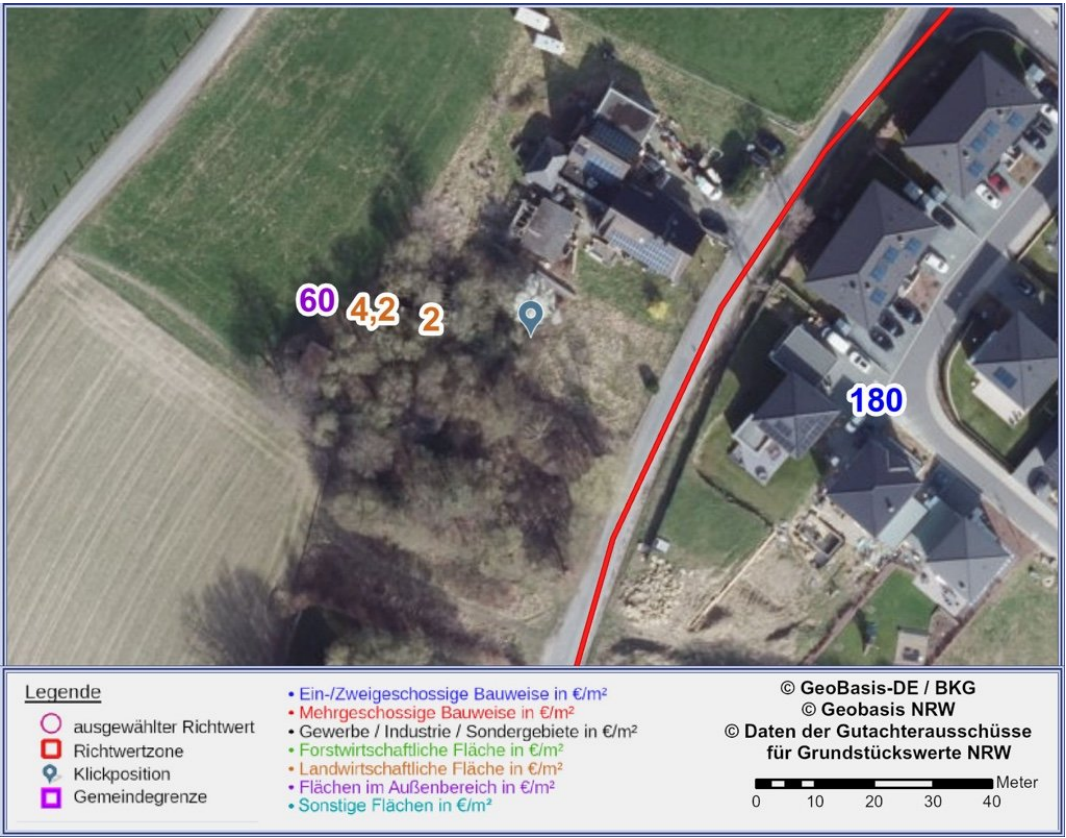 60
4,2
2
180
Legende
ausgewählter Richtwert
Richtwertzone
Klickposition
Gemeindegrenze
• Ein-/Zweigeschossige Bauweise in €/m²
• Mehrgeschossige Bauweise in €/m²
• Gewerbe / Industrie / Sondergebiete in €/m²
• Forstwirtschaftliche Fläche in €/m²
• Landwirtschaftliche Fläche in €/m²
• Flächen im Außenbereich in €/m²
• Sonstige Flächen in €/m²
© GeoBasis-DE / BKG
© Geobasis NRW
© Daten der Gutachterausschüsse
für Grundstückswerte NRW
Meter
0 10 20 30 40